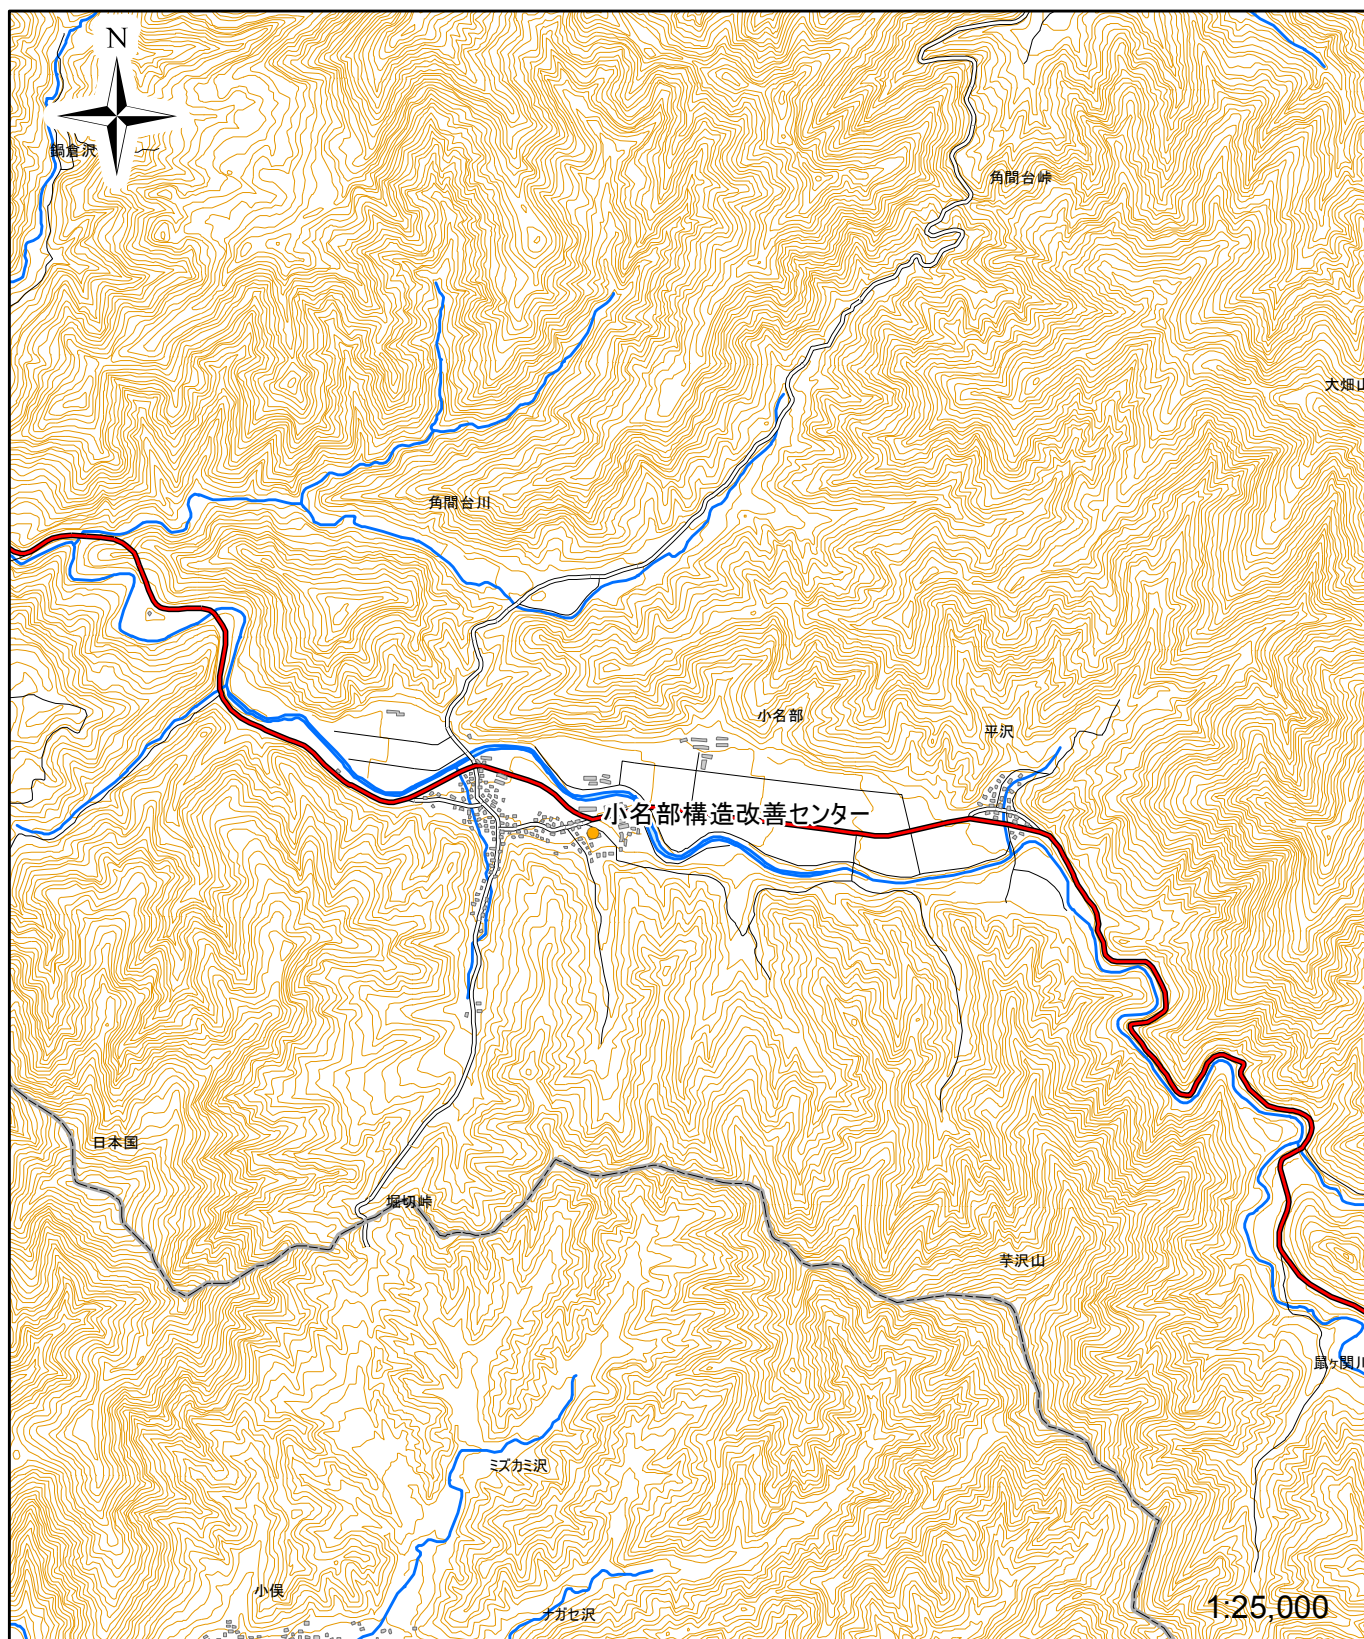 N
鍋倉沢
角間台峠
大畑山
角間台川
小名部
平沢
小名部構造改善センター
日本国
堀切峠
芋沢山
鼠ヶ関川
ミズカミ沢
小俣
ナガセ沢
1:25,000